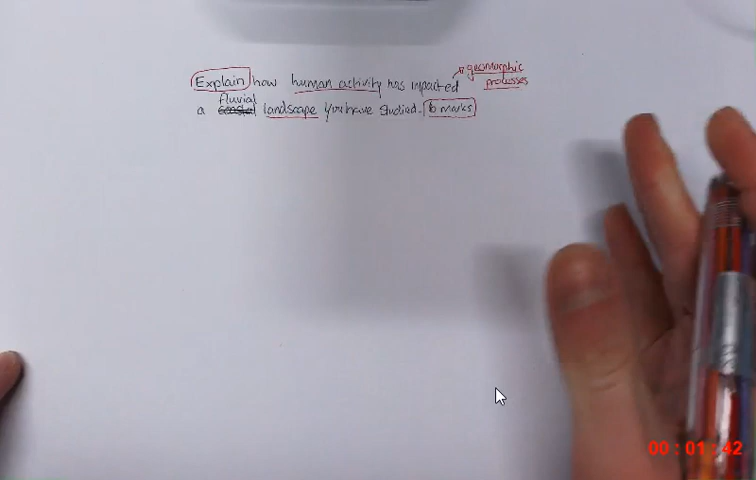 Explain how human activity has impacted geomorphic processes
a fluvial coastal landscape you have studied. 6 marks
00:01:42